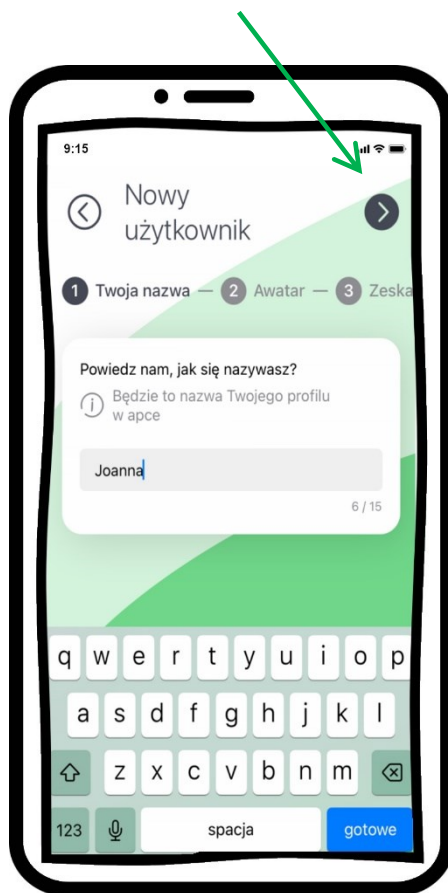 9:15
Nowy
użytkownik
1 Twoja nazwa — 2 Awatar — 3 Zeska
Powiedz nam, jak się nazywasz?
Będzie to nazwa Twojego profilu
w apce
Joanna
6 / 15
q w e r t y u i o p
a s d f g h j k l
z x c v b n m
123 spacja gotowe